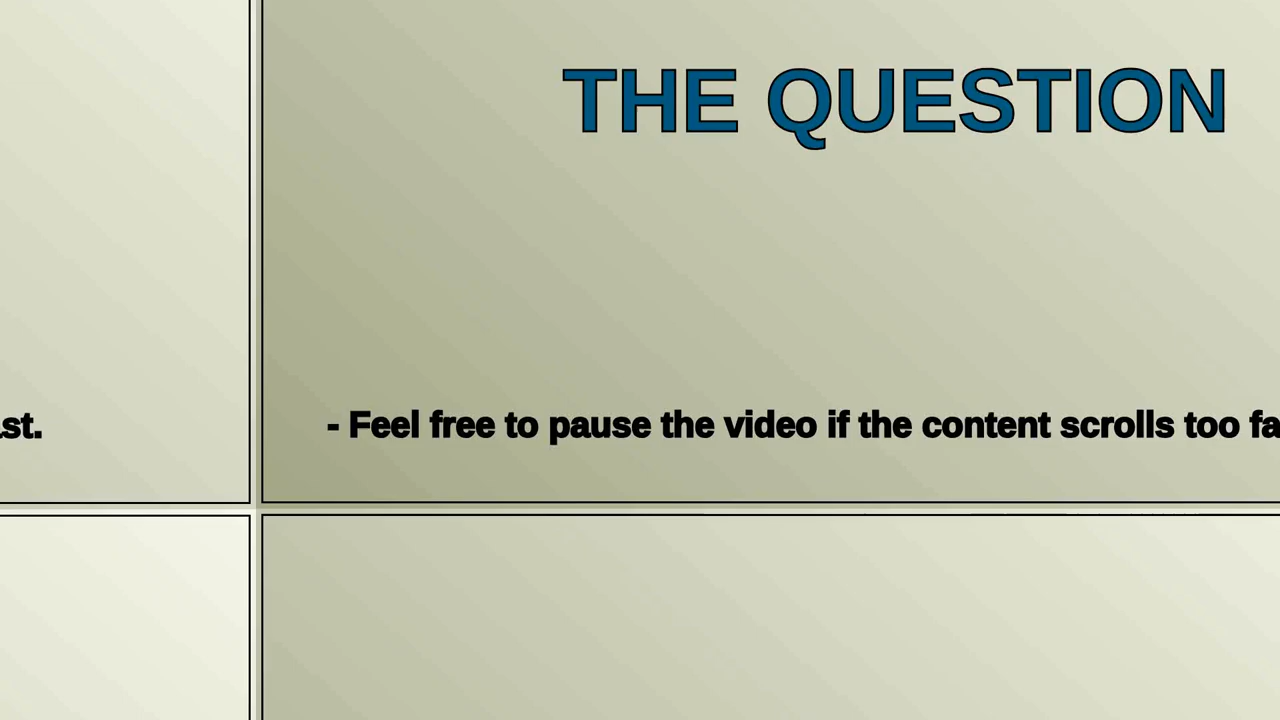 THE QUESTION
st.
- Feel free to pause the video if the content scrolls too fa